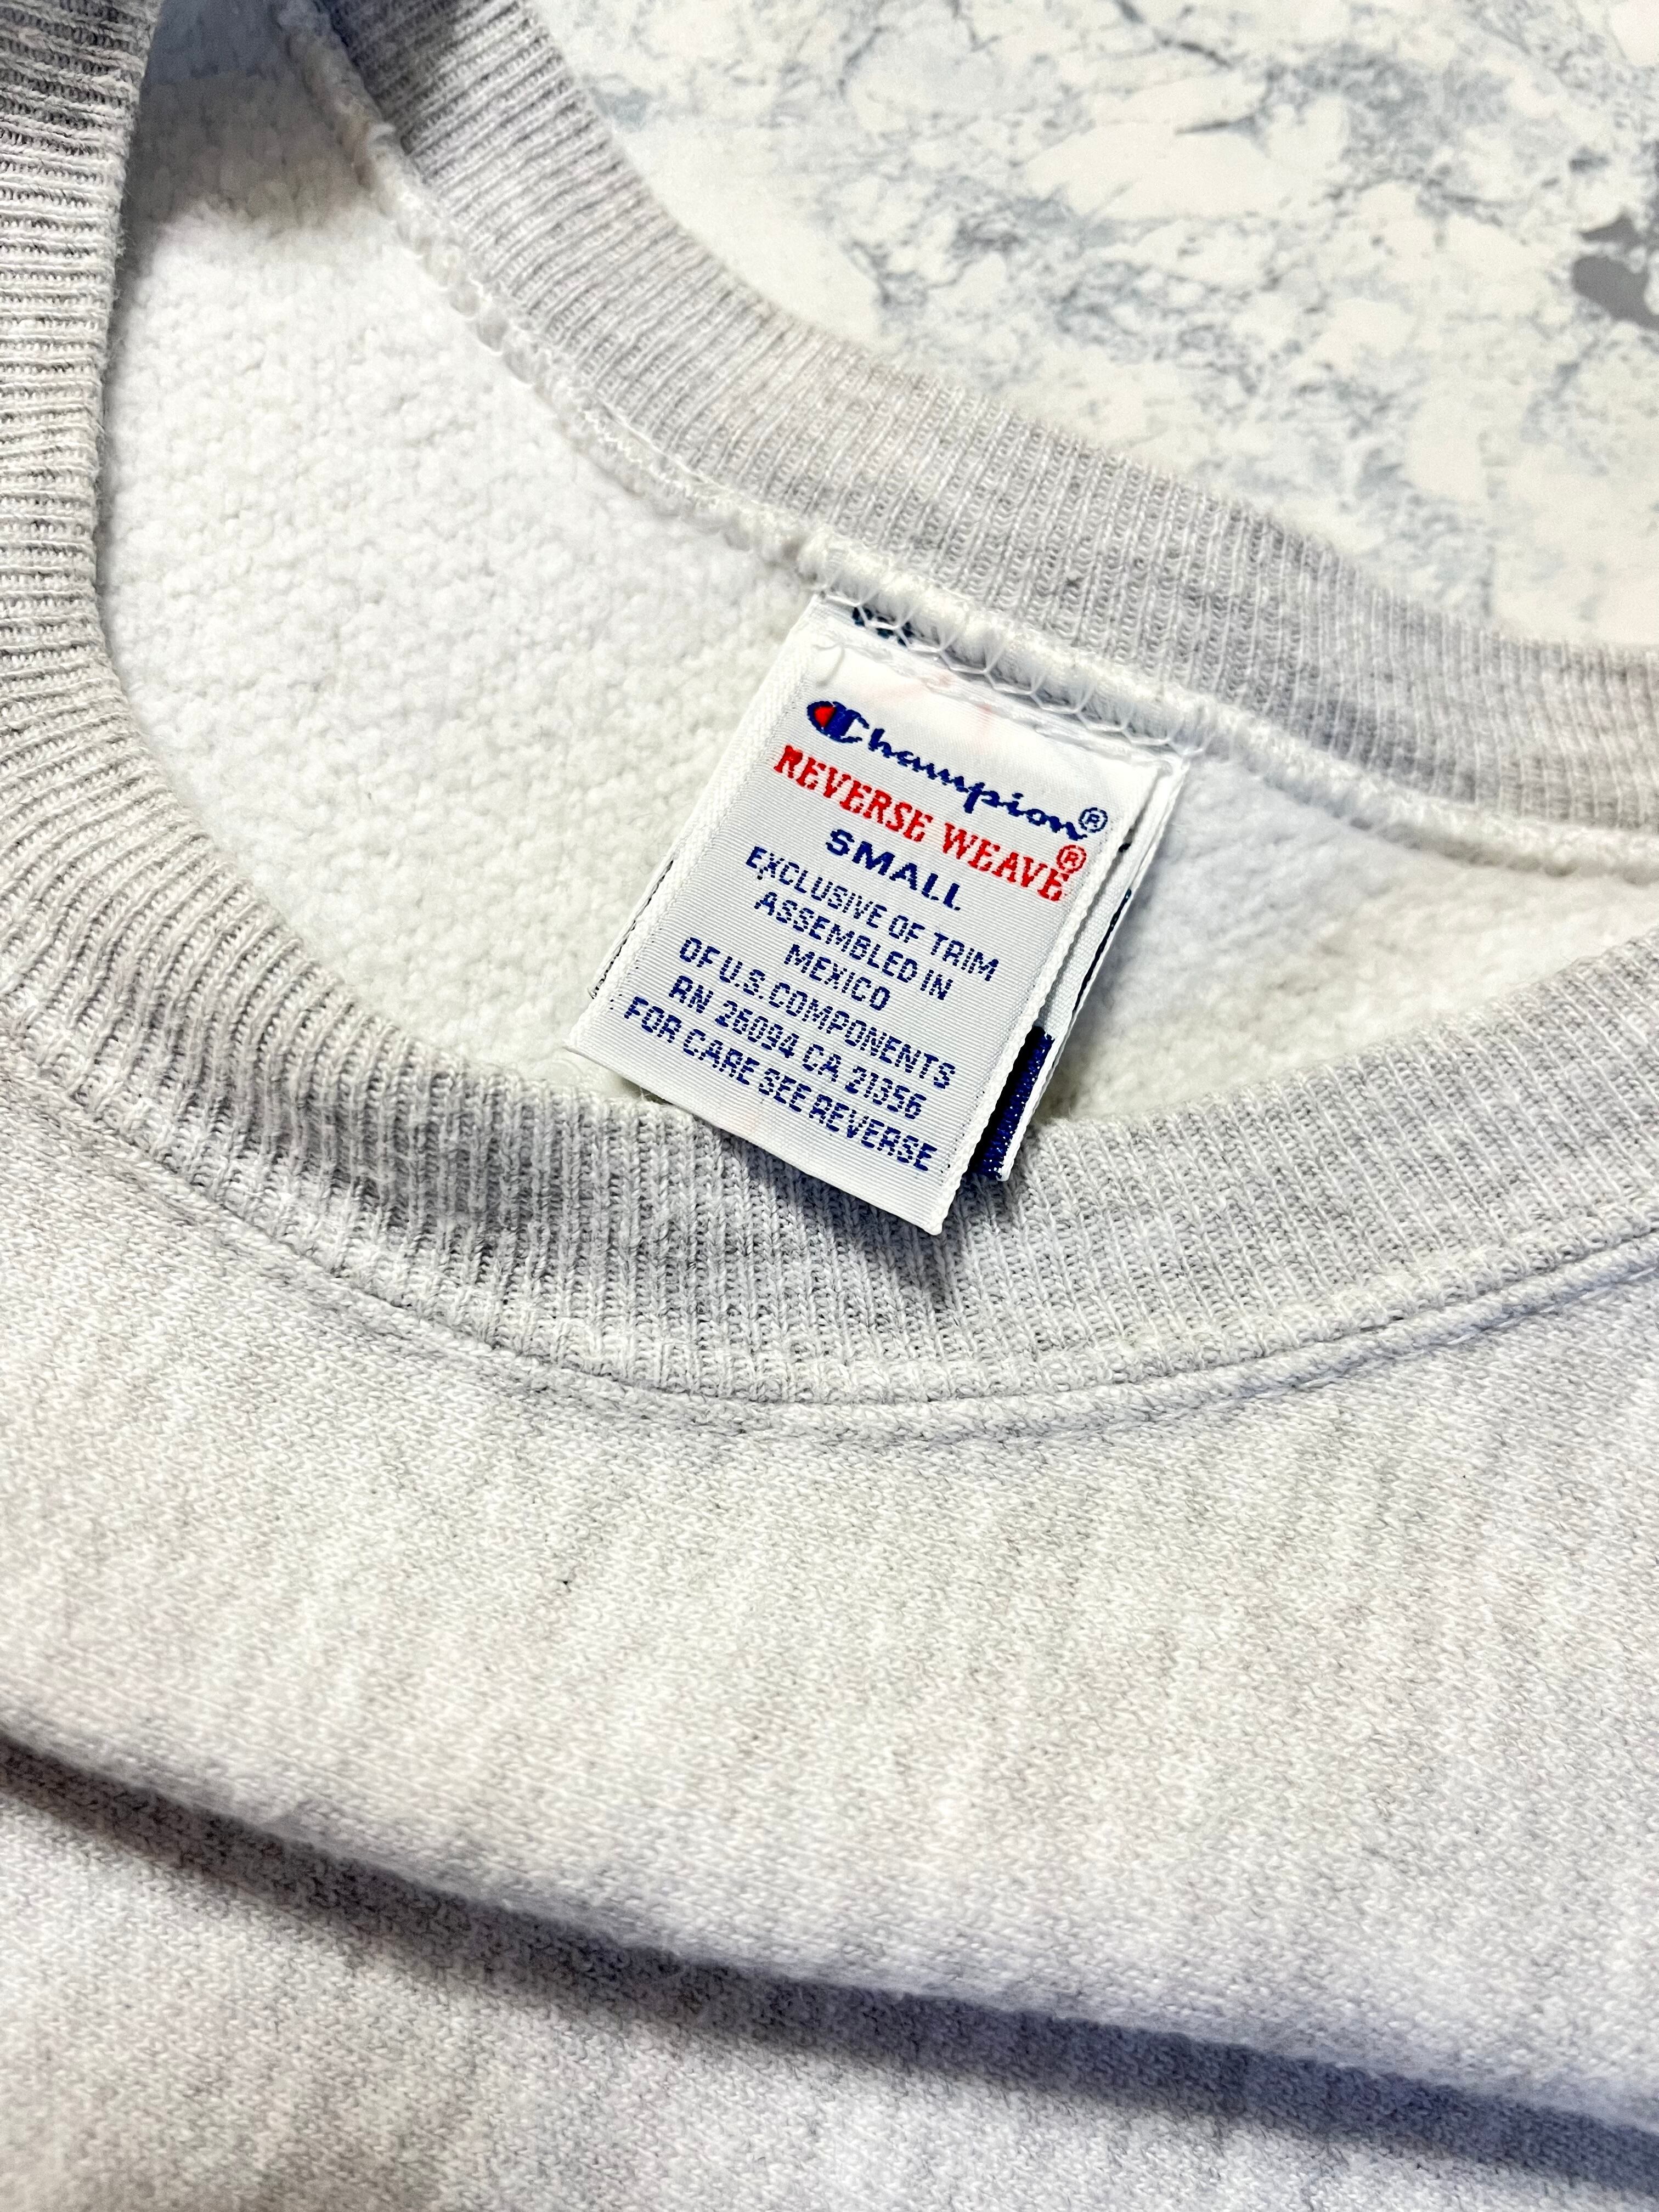 Champion®
REVERSE WEAVE®
SMALL
EXCLUSIVE OF TRIM
ASSEMBLED IN
MEXICO
OF U.S. COMPONENTS
RN 26094 CA 21356
FOR CARE SEE REVERSE